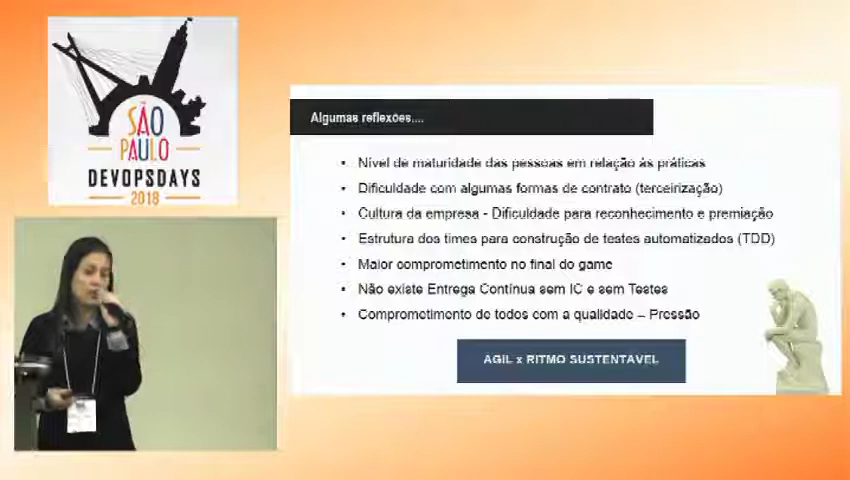 SÃO
PAULO
DEVOPSDAYS
2018
Algumas reflexões....
• Nível de maturidade das pessoas em relação às práticas
• Dificuldade com algumas formas de contrato (terceirização)
• Cultura da empresa - Dificuldade para reconhecimento e premiação
• Estrutura dos times para construção de testes automatizados (TDD)
• Maior comprometimento no final do game
• Não existe Entrega Contínua sem IC e sem Testes
• Comprometimento de todos com a qualidade – Pressão
AGIL x RITMO SUSTENTAVEL